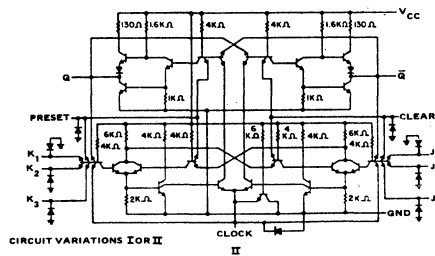 VCC
130Ω 1.6KΩ 4KΩ 4KΩ 1.6KΩ 130Ω
Q Q̄
1KΩ 1KΩ
PRESET CLEAR
6KΩ 4KΩ 4KΩ 4KΩ 6 KΩ 4 KΩ 4KΩ 6KΩ 4KΩ
K1 J
K2 J
K3 J
2KΩ 2KΩ
GND
CLOCK
CIRCUIT VARIATIONS I OR II
II